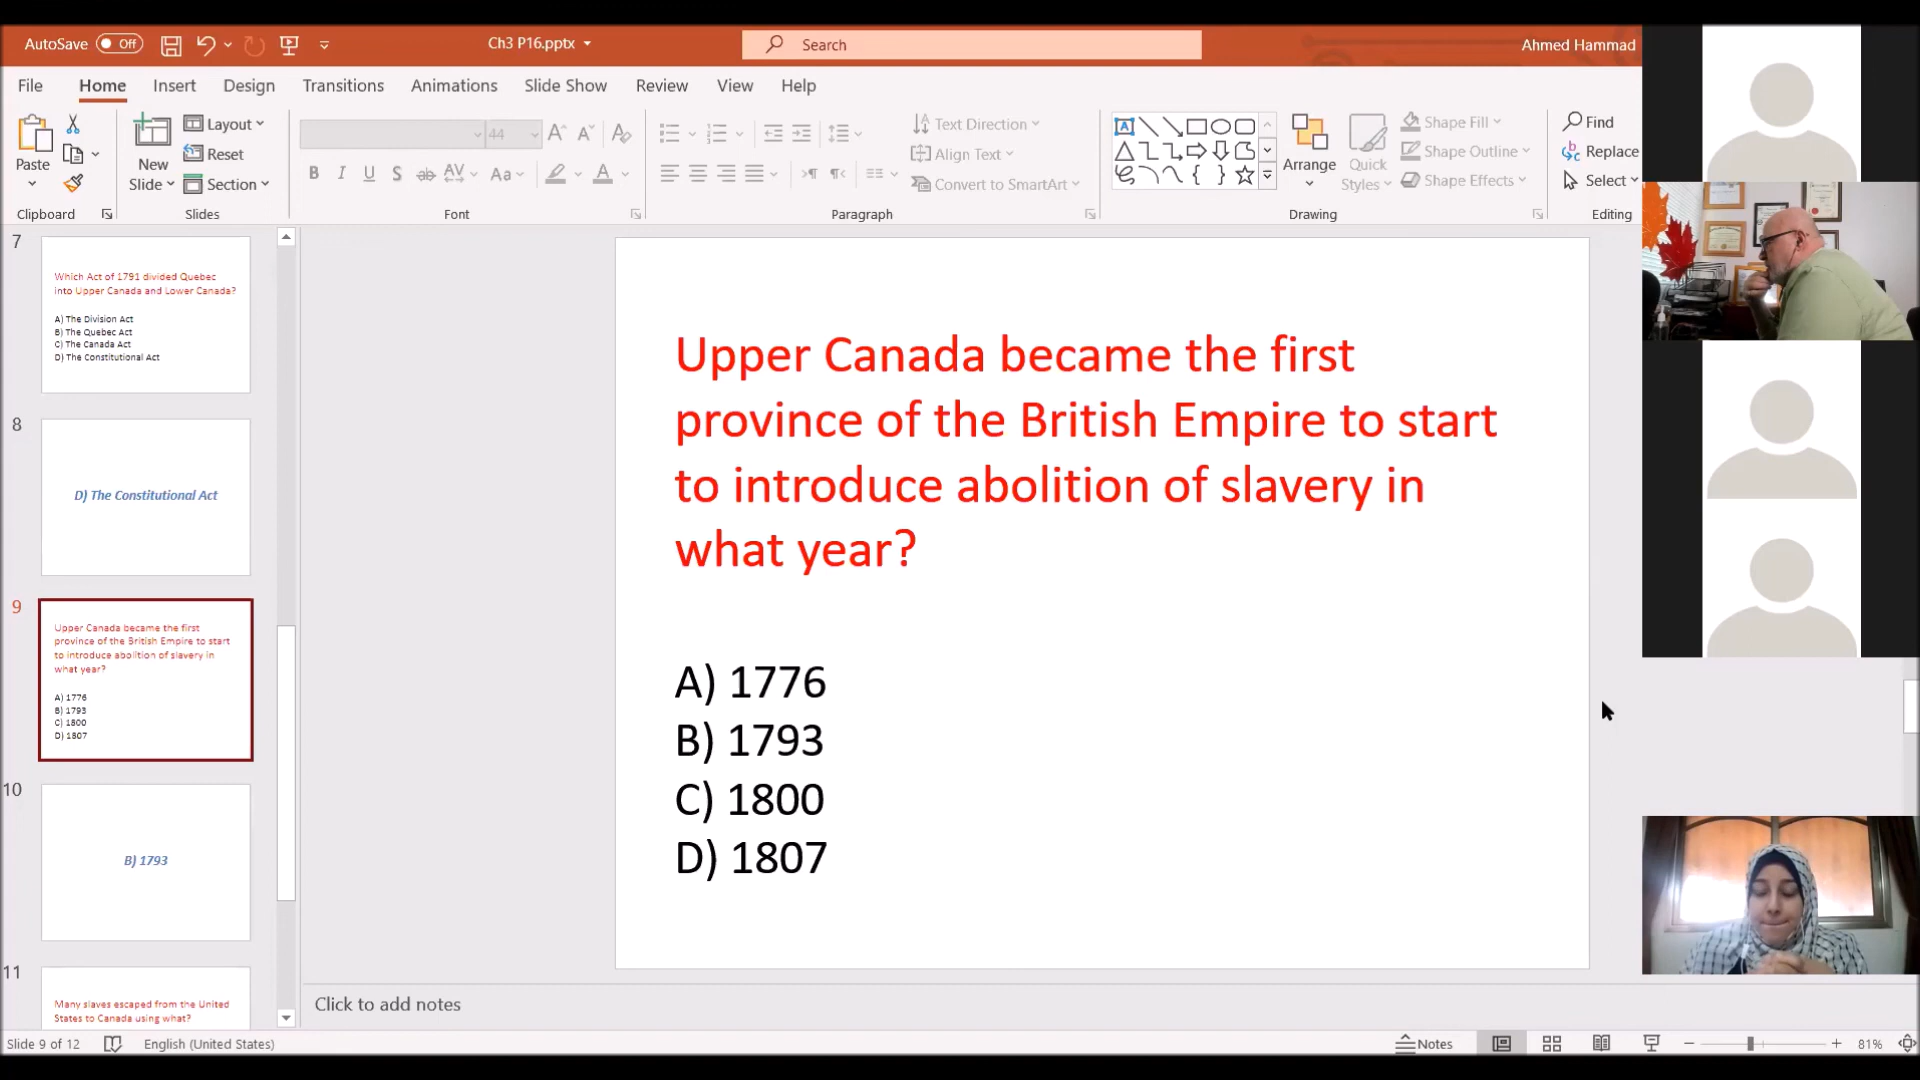 AutoSave Off
Ch3 P16.pptx
Search
Ahmed Hammad
File Home Insert Design Transitions Animations Slide Show Review View Help
Paste
Clipboard
New
Slide
Layout
Reset
Section
Slides
44
B I U S ab AV Aa A
Font
Text Direction
Align Text
Convert to SmartArt
Paragraph
Arrange
Quick
Styles
Shape Fill
Shape Outline
Shape Effects
Drawing
Find
Replace
Select
Editing
7
Which Act of 1791 divided Quebec
into Upper Canada and Lower Canada?
A) The Division Act
B) The Quebec Act
C) The Canada Act
D) The Constitutional Act
8
D) The Constitutional Act
9
Upper Canada became the first
province of the British Empire to start
to introduce abolition of slavery in
what year?
A) 1776
B) 1793
C) 1800
D) 1807
10
B) 1793
11
Many slaves escaped from the United
States to Canada using what?
Upper Canada became the first
province of the British Empire to start
to introduce abolition of slavery in
what year?
A) 1776
B) 1793
C) 1800
D) 1807
Click to add notes
Slide 9 of 12
English (United States)
Notes
81%